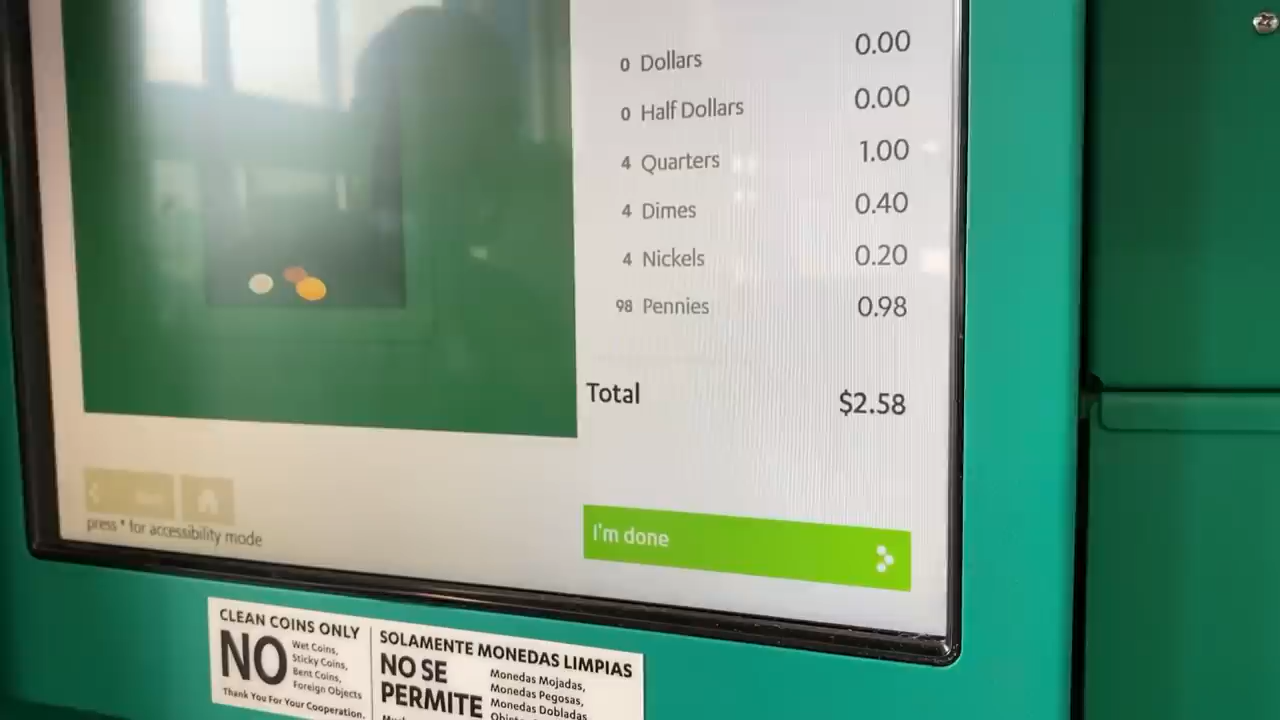 0 Dollars 0.00
0 Half Dollars 0.00
4 Quarters 1.00
4 Dimes 0.40
4 Nickels 0.20
98 Pennies 0.98
Total $2.58
I'm done
press * for accessibility mode
CLEAN COINS ONLY
NO
Wet Coins,
Sticky Coins,
Bent Coins,
Foreign Objects
Thank You For Your Cooperation.
SOLAMENTE MONEDAS LIMPIAS
NO SE
PERMITE
Monedas Mojadas,
Monedas Pegosas,
Monedas Dobladas